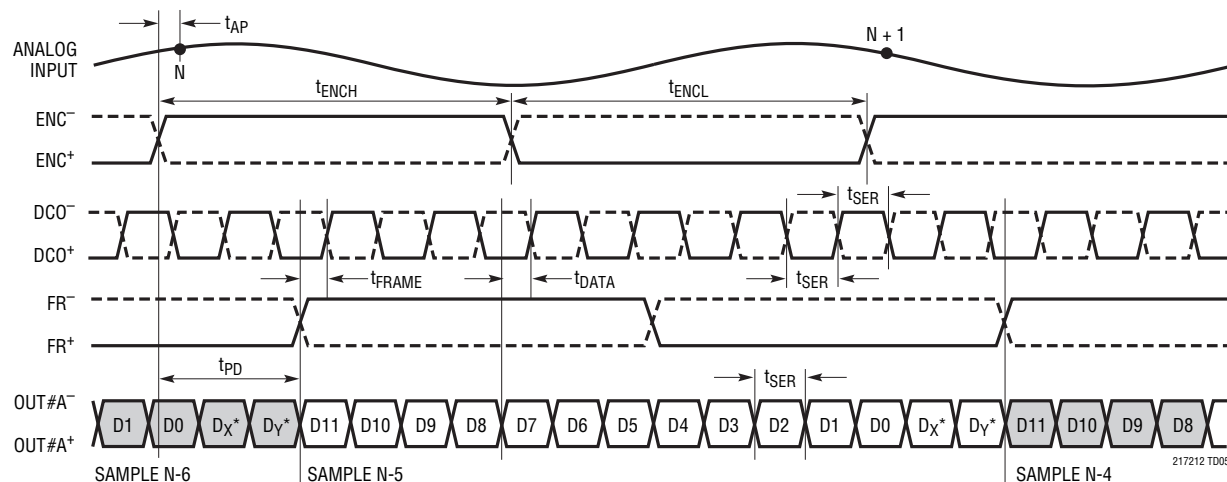 tAP
ANALOG
INPUT
N
N + 1
tENCH
tENCL
ENC–
ENC+
DCO–
DCO+
tSER
tFRAME
tDATA
tSER
FR–
FR+
tPD
tSER
OUT#A–
OUT#A+
D1 D0 DX* DY* D11 D10 D9 D8 D7 D6 D5 D4 D3 D2 D1 D0 DX* DY* D11 D10 D9 D8
SAMPLE N-6 SAMPLE N-5 SAMPLE N-4
217212 TD05